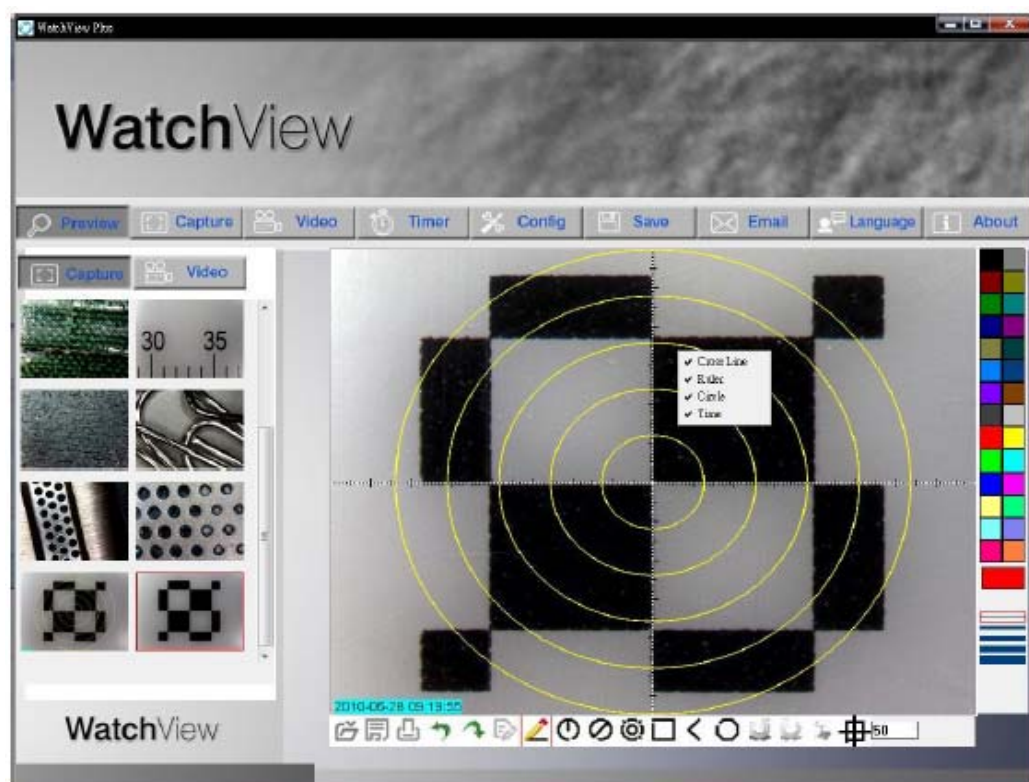 WatchView Plus
WatchView
Preview Capture Video Timer Config Save Email Language About
Capture Video
30 35
Cross Line
Ruler
Circle
Time
2010-06-28 09:19:55
50
WatchView